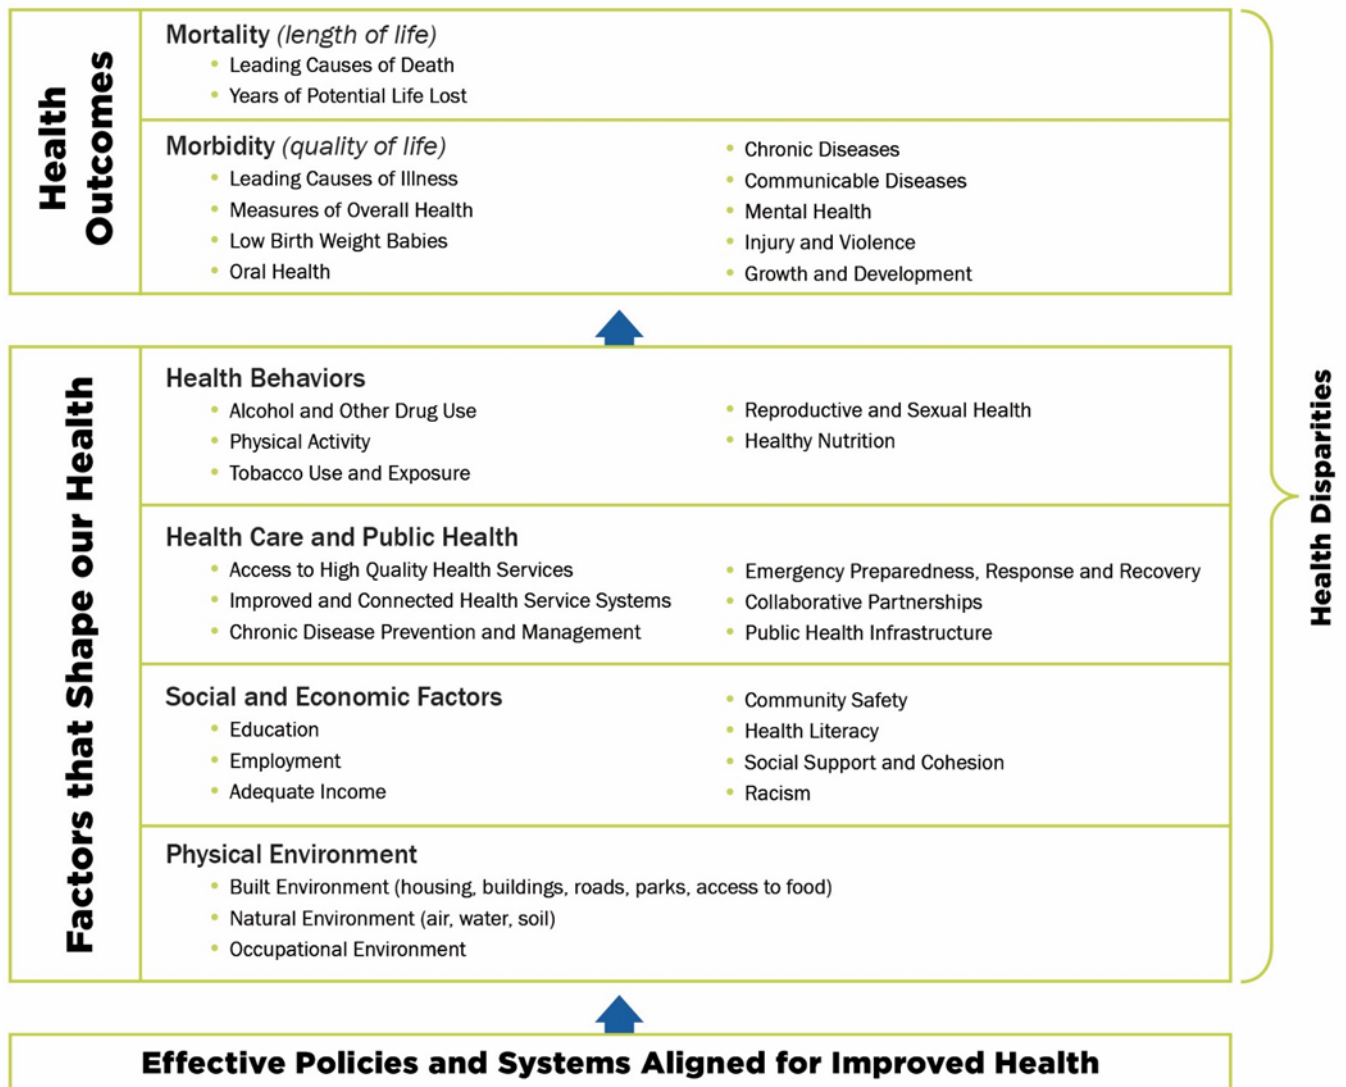 Health
Outcomes
Mortality (length of life)
• Leading Causes of Death
• Years of Potential Life Lost
Morbidity (quality of life)
• Leading Causes of Illness
• Measures of Overall Health
• Low Birth Weight Babies
• Oral Health
• Chronic Diseases
• Communicable Diseases
• Mental Health
• Injury and Violence
• Growth and Development
Factors that Shape our Health
Health Behaviors
• Alcohol and Other Drug Use
• Physical Activity
• Tobacco Use and Exposure
• Reproductive and Sexual Health
• Healthy Nutrition
Health Care and Public Health
• Access to High Quality Health Services
• Improved and Connected Health Service Systems
• Chronic Disease Prevention and Management
• Emergency Preparedness, Response and Recovery
• Collaborative Partnerships
• Public Health Infrastructure
Social and Economic Factors
• Education
• Employment
• Adequate Income
• Community Safety
• Health Literacy
• Social Support and Cohesion
• Racism
Physical Environment
• Built Environment (housing, buildings, roads, parks, access to food)
• Natural Environment (air, water, soil)
• Occupational Environment
Health Disparities
Effective Policies and Systems Aligned for Improved Health